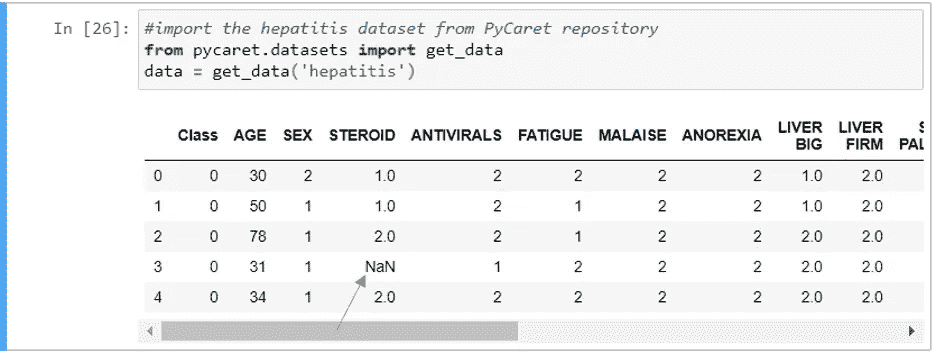 In [26]: #import the hepatitis dataset from PyCaret repository
from pycaret.datasets import get_data
data = get_data('hepatitis')
Class AGE SEX STEROID ANTIVIRALS FATIGUE MALAISE ANOREXIA LIVER BIG LIVER FIRM
0 0 30 2 1.0 2 2 2 2 1.0 2.0
1 0 50 1 1.0 2 1 2 2 1.0 2.0
2 0 78 1 2.0 2 1 2 2 2.0 2.0
3 0 31 1 NaN 1 2 2 2 2.0 2.0
4 0 34 1 2.0 2 2 2 2 2.0 2.0